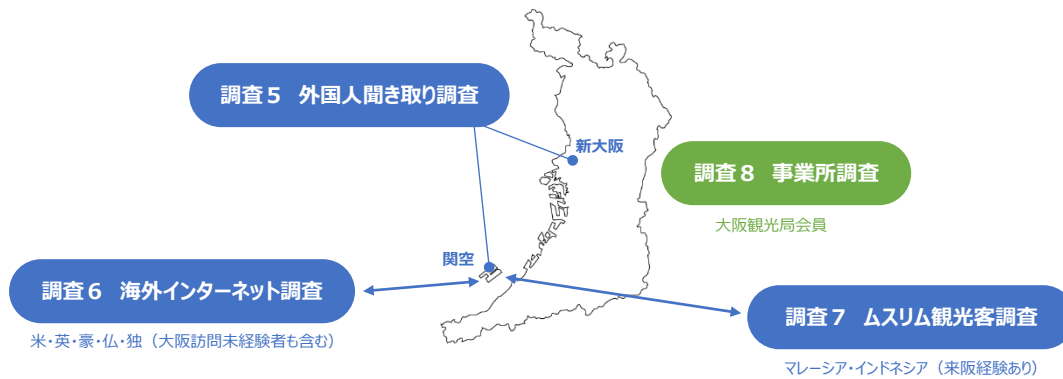 調査５　外国人聞き取り調査
新大阪
調査８　事業所調査
大阪観光局会員
関空
調査６　海外インターネット調査
米・英・豪・仏・独（大阪訪問未経験者も含む）
調査７　ムスリム観光客調査
マレーシア・インドネシア（来阪経験あり）